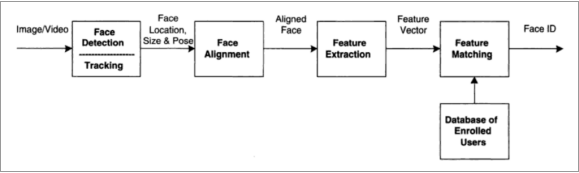 Image/Video
Face
Detection
Tracking
Face
Location,
Size & Pose
Face
Alignment
Aligned
Face
Feature
Extraction
Feature
Vector
Feature
Matching
Face ID
Database of
Enrolled
Users